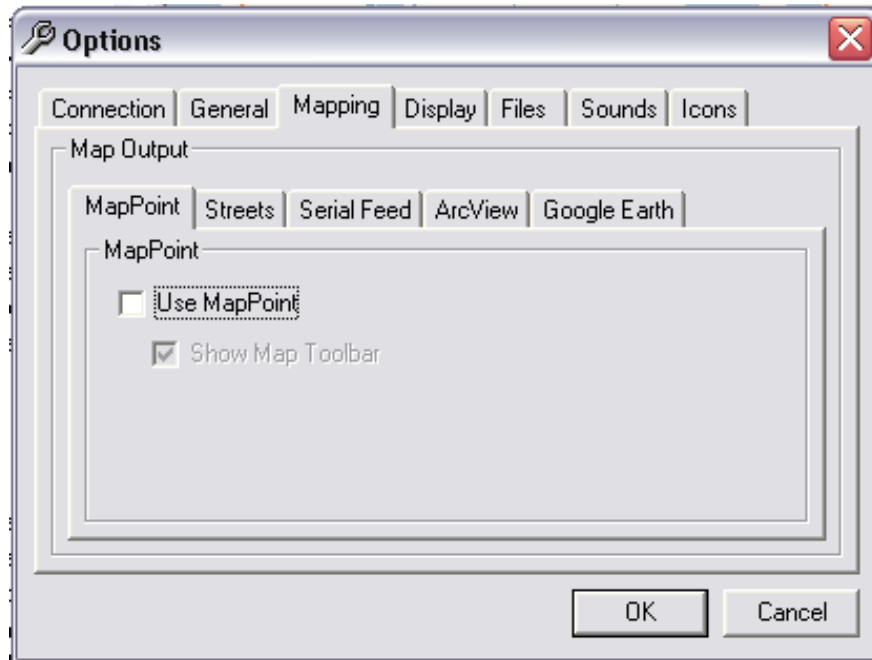 Options
Connection General Mapping Display Files Sounds Icons
Map Output
MapPoint Streets Serial Feed ArcView Google Earth
MapPoint
Use MapPoint
Show Map Toolbar
OK Cancel